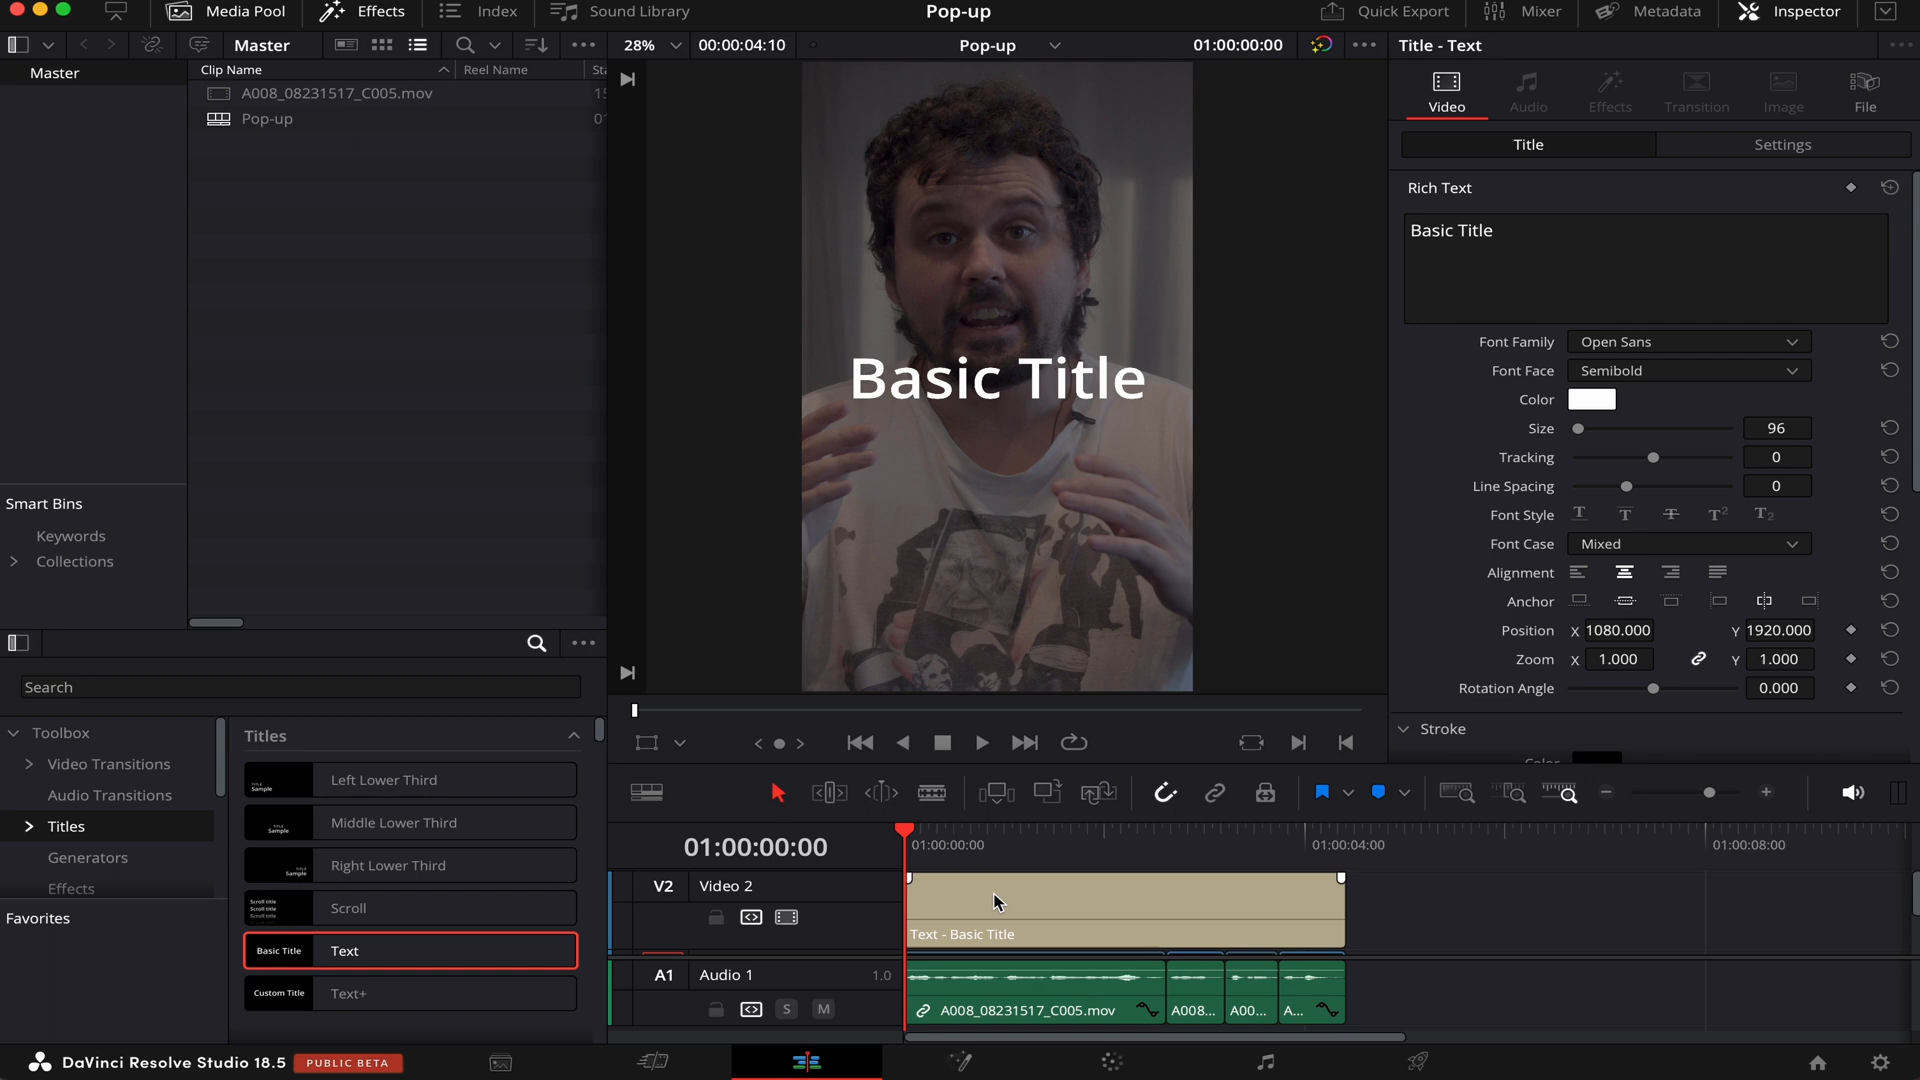 Media Pool
Effects
Index
Sound Library
Pop-up
Quick Export
Mixer
Metadata
Inspector
Master
28%
00:00:04:10
Pop-up
01:00:00:00
Title - Text
Master
Clip Name
Reel Name
A008_08231517_C005.mov
Pop-up
Video
Audio
Effects
Transition
Image
File
Title
Settings
Rich Text
Basic Title
Basic Title
Font Family
Open Sans
Font Face
Semibold
Color
Size
96
Tracking
0
Line Spacing
0
Font Style
Font Case
Mixed
Alignment
Anchor
Position
X
1080.000
Y
1920.000
Zoom
X
1.000
Y
1.000
Rotation Angle
0.000
Stroke
Smart Bins
Keywords
Collections
Search
Toolbox
Video Transitions
Audio Transitions
Titles
Generators
Effects
Favorites
Titles
Left Lower Third
Middle Lower Third
Right Lower Third
Scroll
Basic Title
Text
Custom Title
Text+
01:00:00:00
01:00:00:00
01:00:04:00
01:00:08:00
V2
Video 2
Text - Basic Title
A1
Audio 1
1.0
S
M
A008_08231517_C005.mov
A008...
A00...
A...
DaVinci Resolve Studio 18.5
PUBLIC BETA